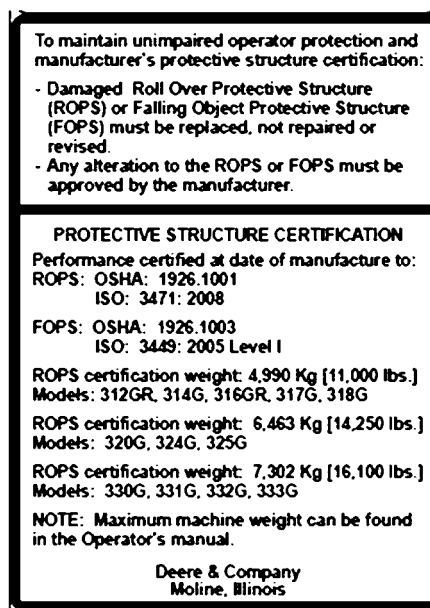 To maintain unimpaired operator protection and
manufacturer's protective structure certification:
- Damaged Roll Over Protective Structure
(ROPS) or Falling Object Protective Structure
(FOPS) must be replaced, not repaired or
revised.
- Any alteration to the ROPS or FOPS must be
approved by the manufacturer.
PROTECTIVE STRUCTURE CERTIFICATION
Performance certified at date of manufacture to:
ROPS: OSHA: 1926.1001
ISO: 3471: 2008
FOPS: OSHA: 1926.1003
ISO: 3449: 2005 Level I
ROPS certification weight: 4,990 Kg [11,000 lbs.]
Models: 312GR, 314G, 316GR, 317G, 318G
ROPS certification weight: 6,463 Kg [14,250 lbs.]
Models: 320G, 324G, 325G
ROPS certification weight: 7,302 Kg [16,100 lbs.]
Models: 330G, 331G, 332G, 333G
NOTE: Maximum machine weight can be found
in the Operator's manual.
Deere & Company
Moline, Illinois